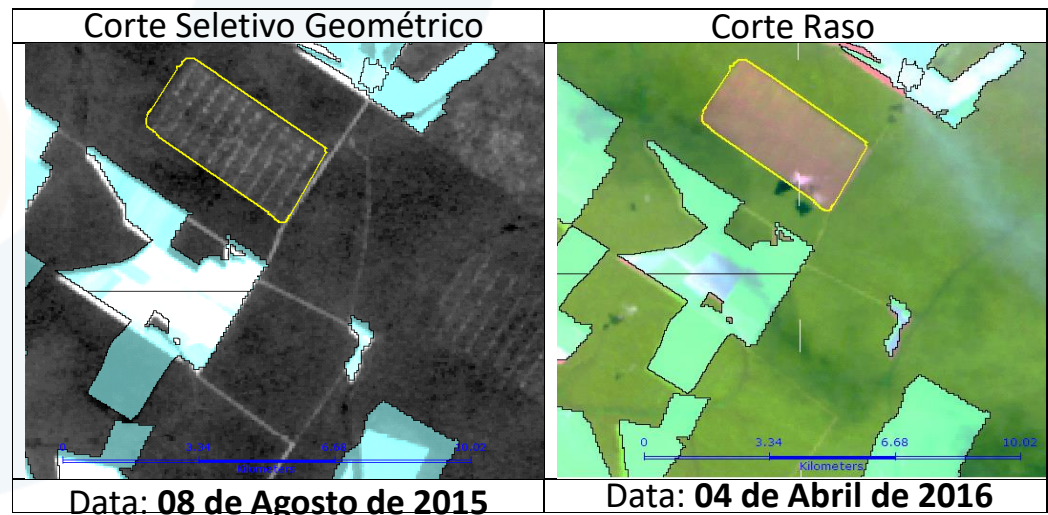 Corte Seletivo Geométrico
Corte Raso
0 3.34 6.68 10.02
Kilometers
0 3.34 6.68 10.02
Kilometers
Data: 08 de Agosto de 2015
Data: 04 de Abril de 2016